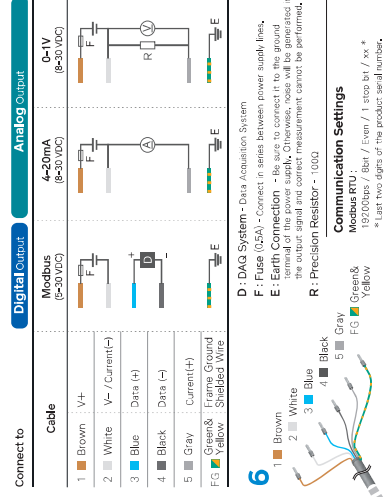 Connect to
Digital Output
Analog Output
Cable
Modbus
(5-30 VDC)
4-20mA
(8-30 VDC)
0-1V
(8-30 VDC)
1 Brown V+
F
F
F
2 White V- / Current(-)
3 Blue Data (+)
+
D
A
R
V
4 Black Data (-)
-
5 Gray Current(+)
FG Green& Yellow
Frame Ground
Shielded Wire
E
E
E
6
1 Brown
2 White
3 Blue
4 Black
5 Gray
FG Green&
Yellow
D : DAQ System - Data Acquisition System
F : Fuse (0.5A) - Connect in series between power supply lines.
E : Earth Connection - Be sure to connect it to the ground
terminal of the power supply. Otherwise, noise will be generated in
the output signal and correct measurement cannot be performed.
R : Precision Resistor - 100Ω
Communication Settings
Modbus RTU :
19200bps / 8bit / Even / 1 stop bit / xx *
* Last two digits of the product serial number.